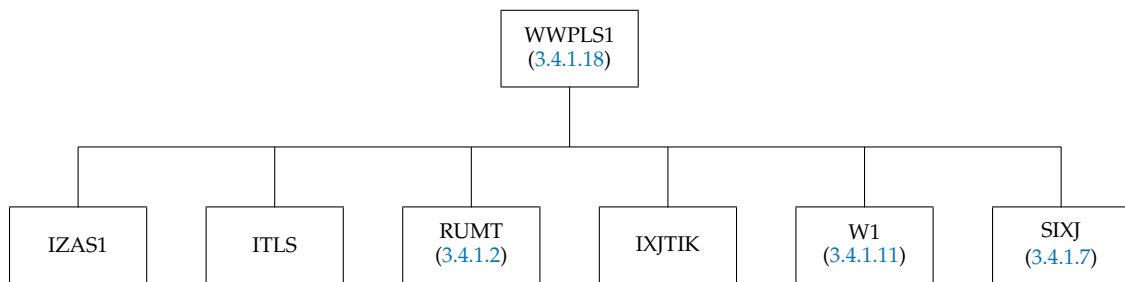 WWPLS1
(3.4.1.18)
IZAS1
ITLS
RUMT
(3.4.1.2)
IXJTIK
W1
(3.4.1.11)
SIXJ
(3.4.1.7)